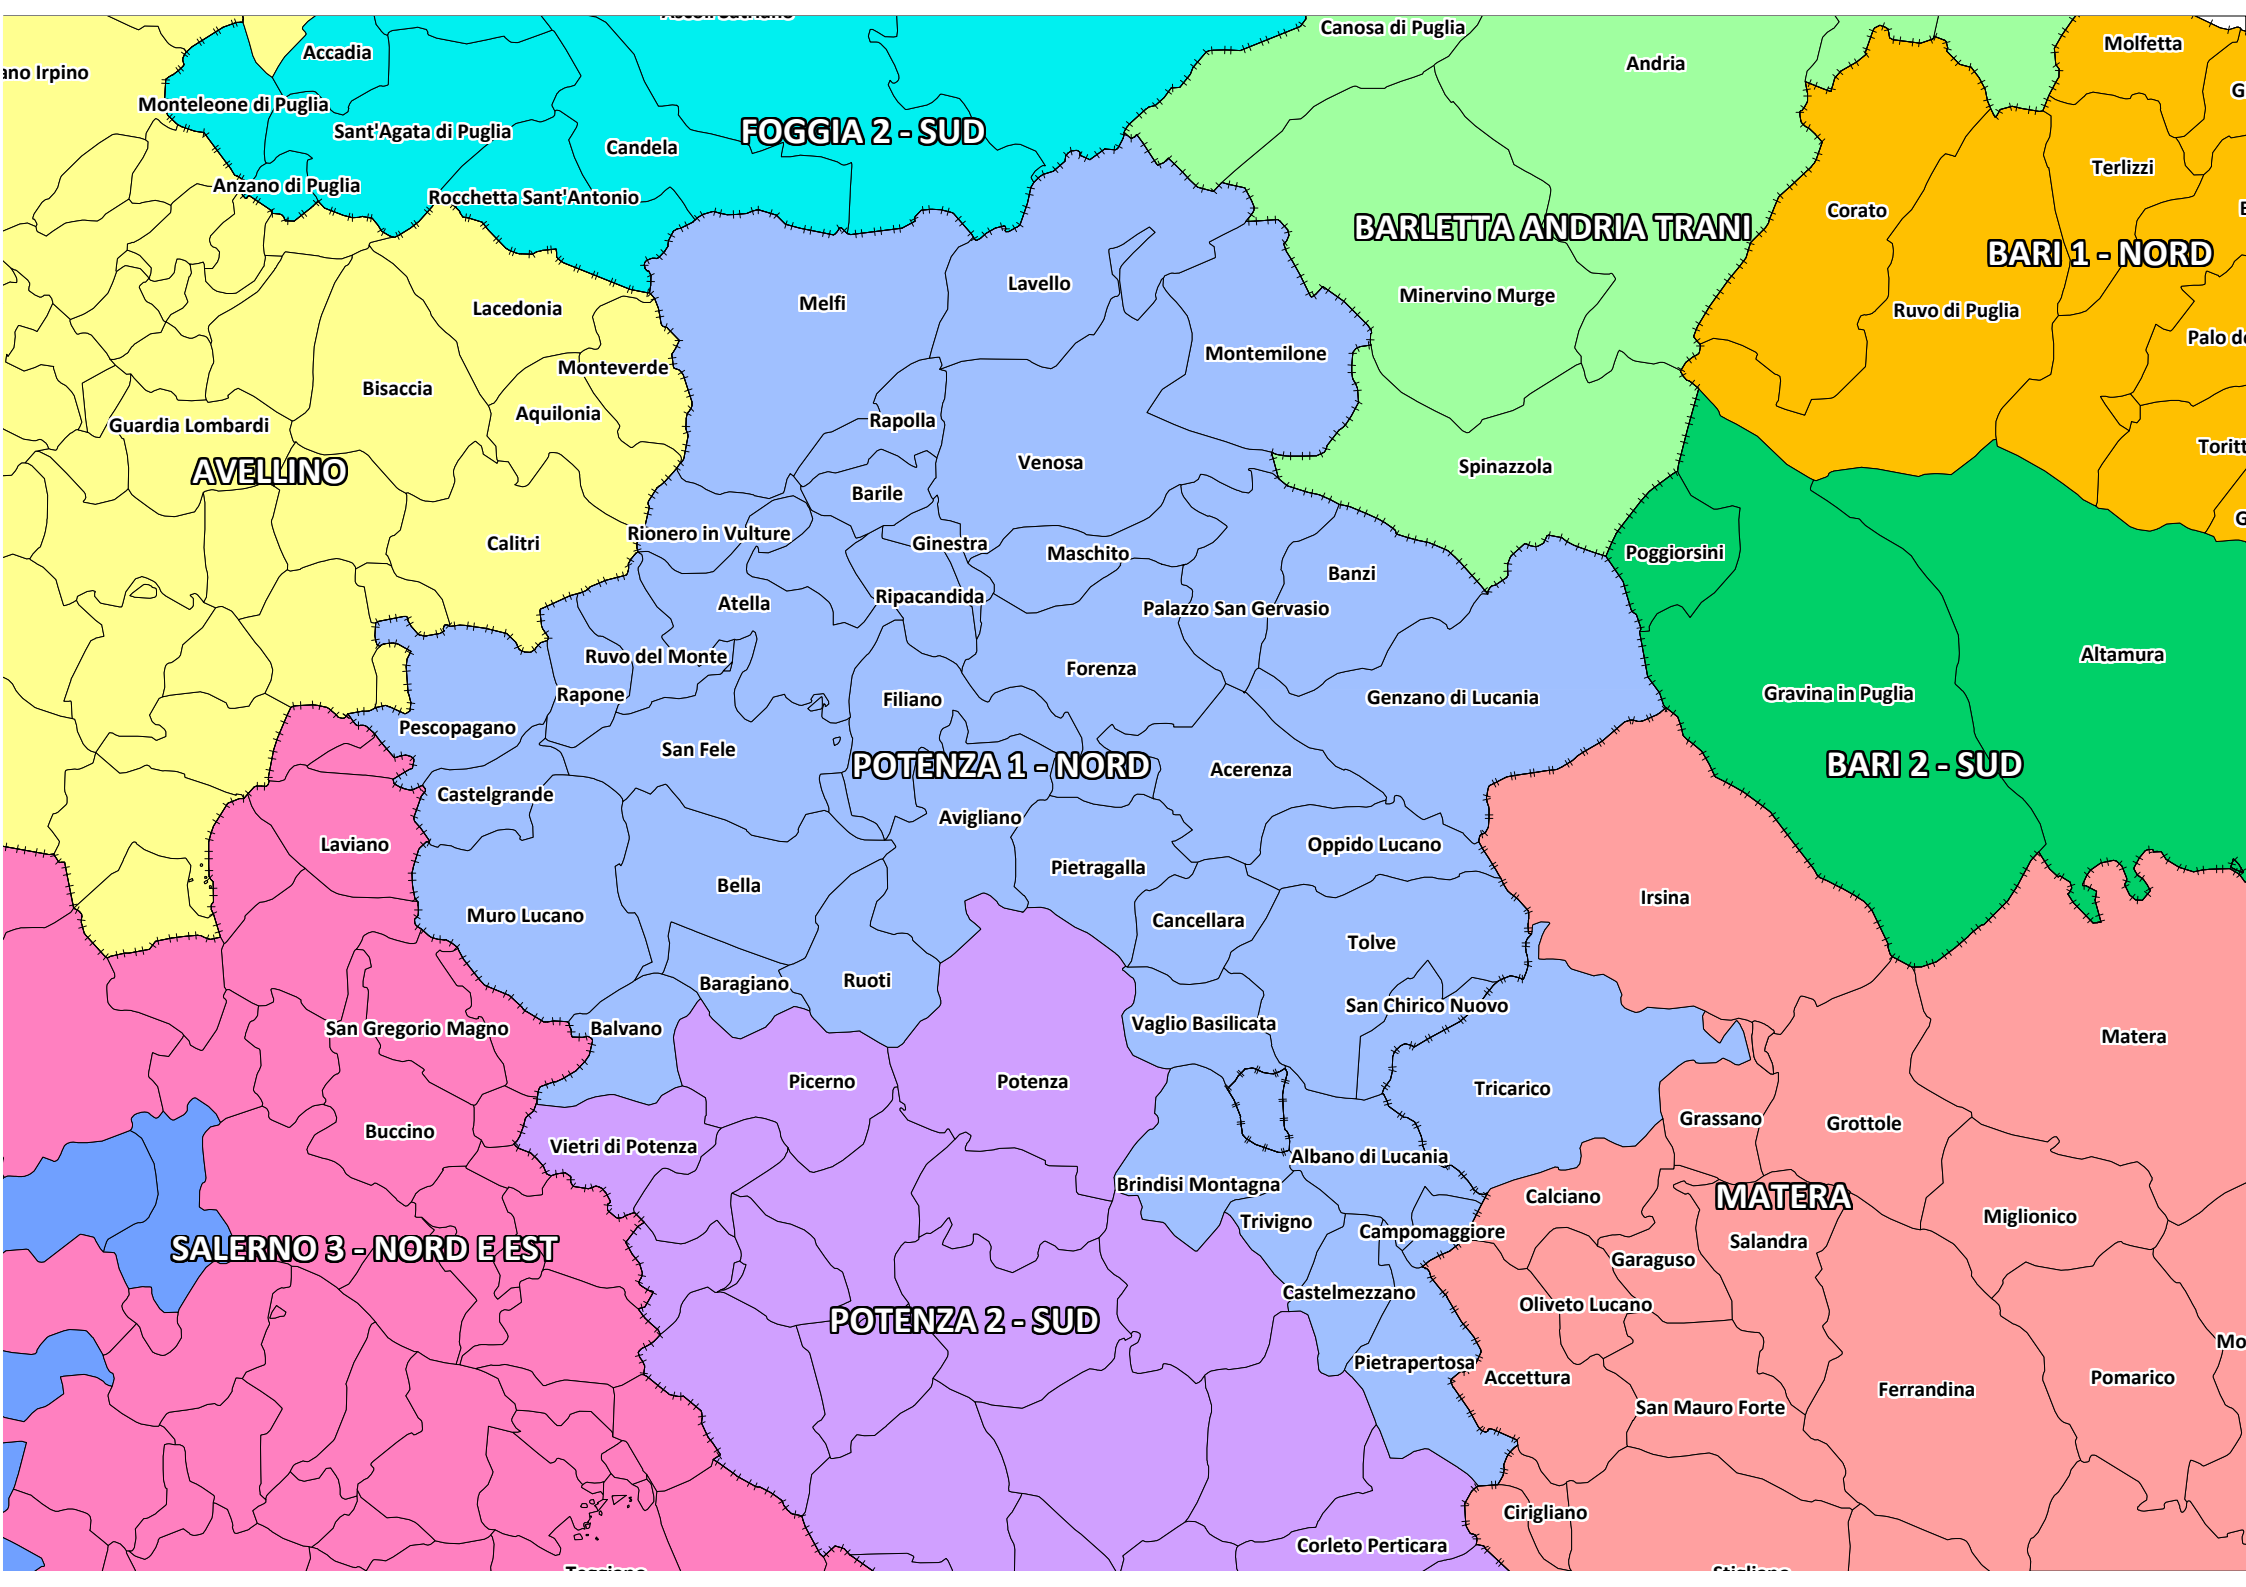 Canosa di Puglia
Molfetta
Accadia
Andria
ano Irpino
Monteleone di Puglia
Sant'Agata di Puglia
FOGGIA 2 - SUD
Candela
Terlizzi
Anzano di Puglia
Rocchetta Sant'Antonio
Corato
BARLETTA ANDRIA TRANI
BARI 1 - NORD
Lavello
Minervino Murge
Melfi
Lacedonia
Ruvo di Puglia
Palo de
Montemilone
Monteverde
Bisaccia
Aquilonia
Rapolla
Guardia Lombardi
Toritt
AVELLINO
Venosa
Spinazzola
Barile
Rionero in Vulture
Calitri
Ginestra
Maschito
Poggiorsini
Banzi
Ripacandida
Atella
Palazzo San Gervasio
Ruvo del Monte
Altamura
Forenza
Rapone
Filiano
Genzano di Lucania
Gravina in Puglia
Pescopagano
San Fele
POTENZA 1 - NORD
Acerenza
BARI 2 - SUD
Castelgrande
Avigliano
Laviano
Oppido Lucano
Pietragalla
Bella
Irsina
Muro Lucano
Cancellara
Tolve
Baragiano
Ruoti
San Chirico Nuovo
San Gregorio Magno
Balvano
Vaglio Basilicata
Matera
Picerno
Potenza
Tricarico
Grassano
Grottole
Buccino
Vietri di Potenza
Albano di Lucania
Brindisi Montagna
Calciano
MATERA
Trivigno
Campomaggiore
Miglionico
SALERNO 3 - NORD E EST
Salandra
Garaguso
Castelmezzano
Oliveto Lucano
POTENZA 2 - SUD
Mo
Pietrapertosa
Accettura
Pomarico
Ferrandina
San Mauro Forte
Cirigliano
Corleto Perticara